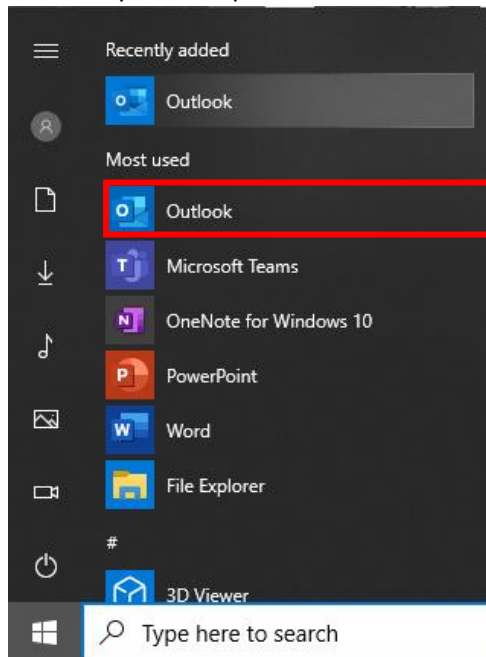 Recently added
Outlook
Most used
Outlook
Microsoft Teams
OneNote for Windows 10
PowerPoint
Word
File Explorer
#
3D Viewer
Type here to search